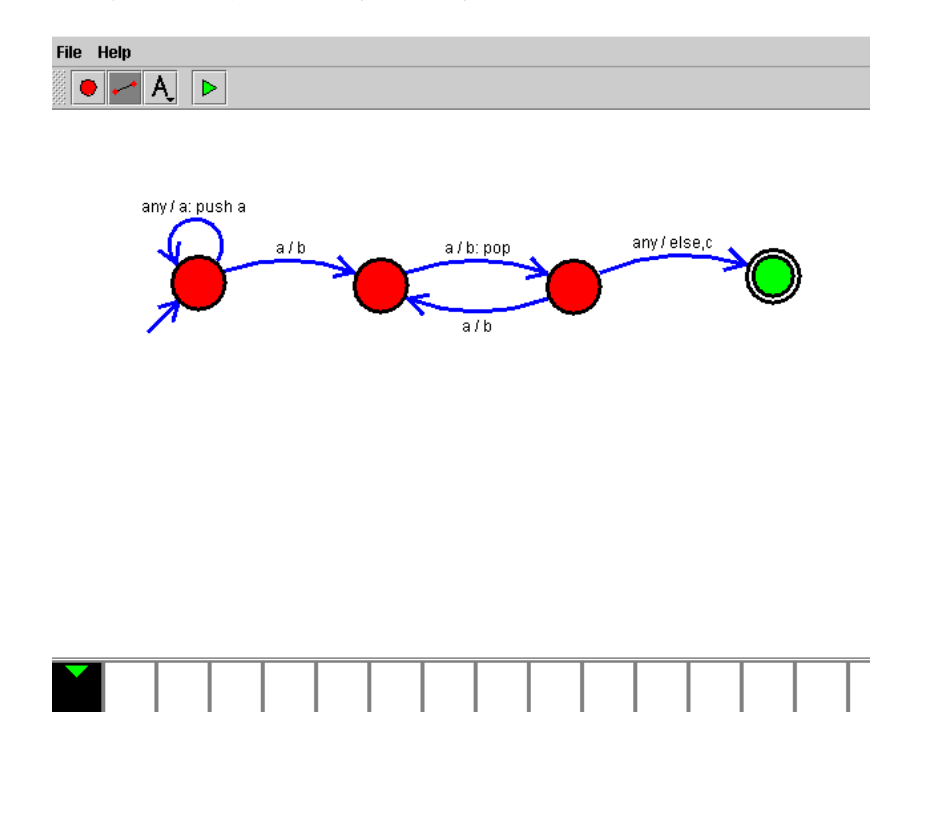 File Help
A
any / a: push a
a / b
a / b: pop
any / else,c
a / b